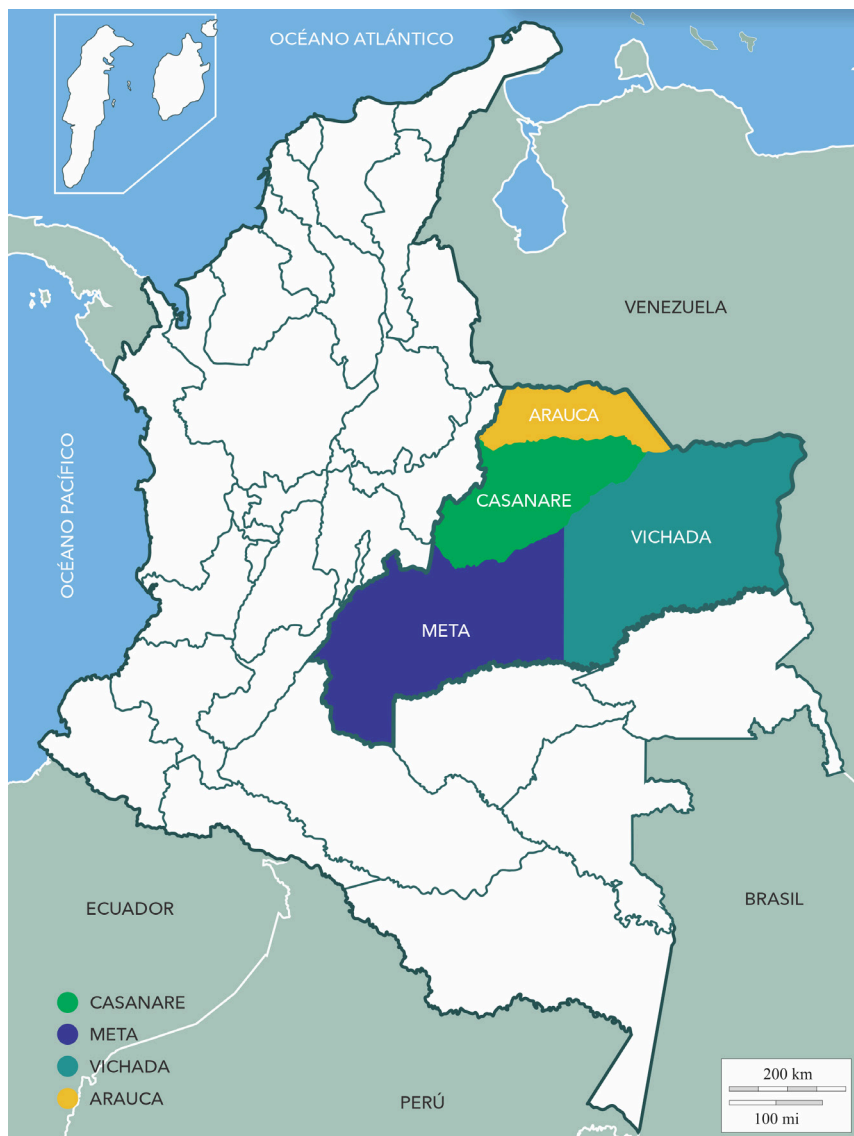 OCÉANO ATLÁNTICO
VENEZUELA
ARAUCA
OCÉANO PACÍFICO
CASANARE
VICHADA
META
ECUADOR
BRASIL
CASANARE
META
VICHADA
ARAUCA
PERÚ
200 km
100 mi